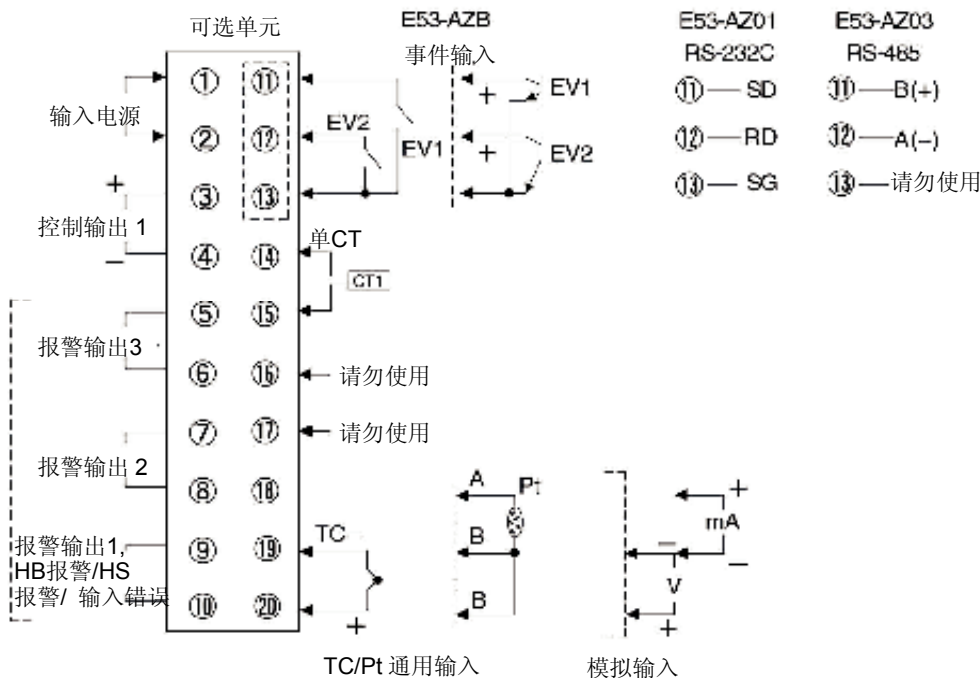 可选单元
E53-AZB
事件输入
E53-AZ01
RS-232C
⑪ — SD
⑫ — RD
⑬ — SG
E53-AZ03
RS-485
⑪ — B(+)
⑫ — A(−)
⑬ — 请勿使用
输入电源
+
控制输出 1
−
报警输出3
报警输出 2
报警输出1,
HB报警/HS
报警/ 输入错误
① ⑪
② ⑫
③ ⑬
④ ⑭
⑤ ⑮
⑥ ⑯
⑦ ⑰
⑧ ⑱
⑨ ⑲
⑩ ⑳
EV2
EV1
+
EV1
+
EV2
单CT
CT1
请勿使用
请勿使用
TC
+
A
Pt
B
B
+
mA
−
−
V
+
TC/Pt 通用输入
模拟输入